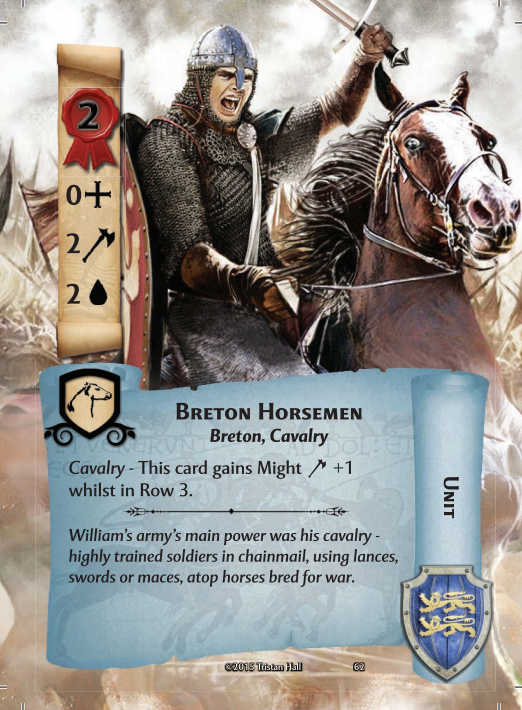 2
0
2
2
Breton Horsemen
Breton, Cavalry
Cavalry - This card gains Might +1
whilst in Row 3.
William's army's main power was his cavalry -
highly trained soldiers in chainmail, using lances,
swords or maces, atop horses bred for war.
Unit
©2015 Tristan Hall 62